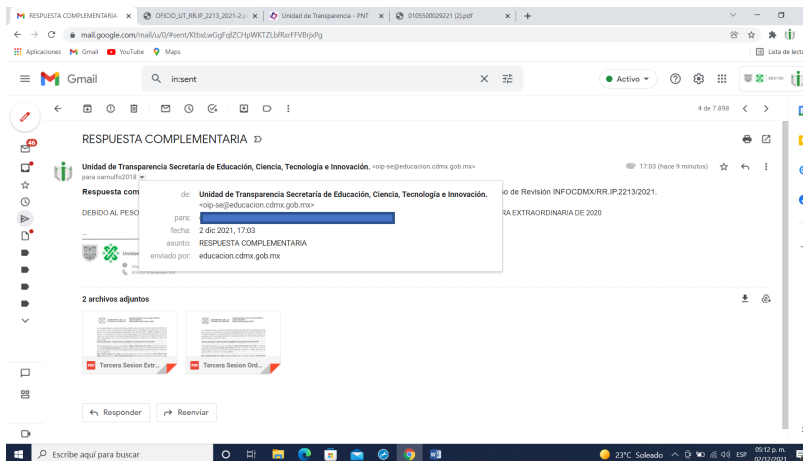 RESPUESTA COMPLEMENTARIA
OFICIO_UT_RR.IP_2213_2021-2.p
Unidad de Transparencia - PNT
0105500029221 (2).pdf
mail.google.com/mail/u/0/#sent/KtbxLwGgFqfZCHpWKTZLbfRxrFFVBrjxPg
Aplicaciones
Gmail
YouTube
Maps
Lista de lect
Gmail
in:sent
Activo
46
4 de 7.898
RESPUESTA COMPLEMENTARIA
Unidad de Transparencia Secretaría de Educación, Ciencia, Tecnología e Innovación. <oip-se@educacion.cdmx.gob.mx>
17:03 (hace 9 minutos)
para oarnulfo2018
Respuesta com
o de Revisión INFOCDMX/RR.IP.2213/2021.
de: Unidad de Transparencia Secretaría de Educación, Ciencia, Tecnología e Innovación.
<oip-se@educacion.cdmx.gob.mx>
DEBIDO AL PESO
RA EXTRAORDINARIA DE 2020
para:
fecha: 2 dic 2021, 17:03
asunto: RESPUESTA COMPLEMENTARIA
enviado por: educacion.cdmx.gob.mx
Unidad
2 archivos adjuntos
PDF Tercera Sesion Extr...
PDF Tercera Sesion Ord...
Responder
Reenviar
Escribe aquí para buscar
23°C Soleado
ESP
05:12 p. m.
02/12/2021